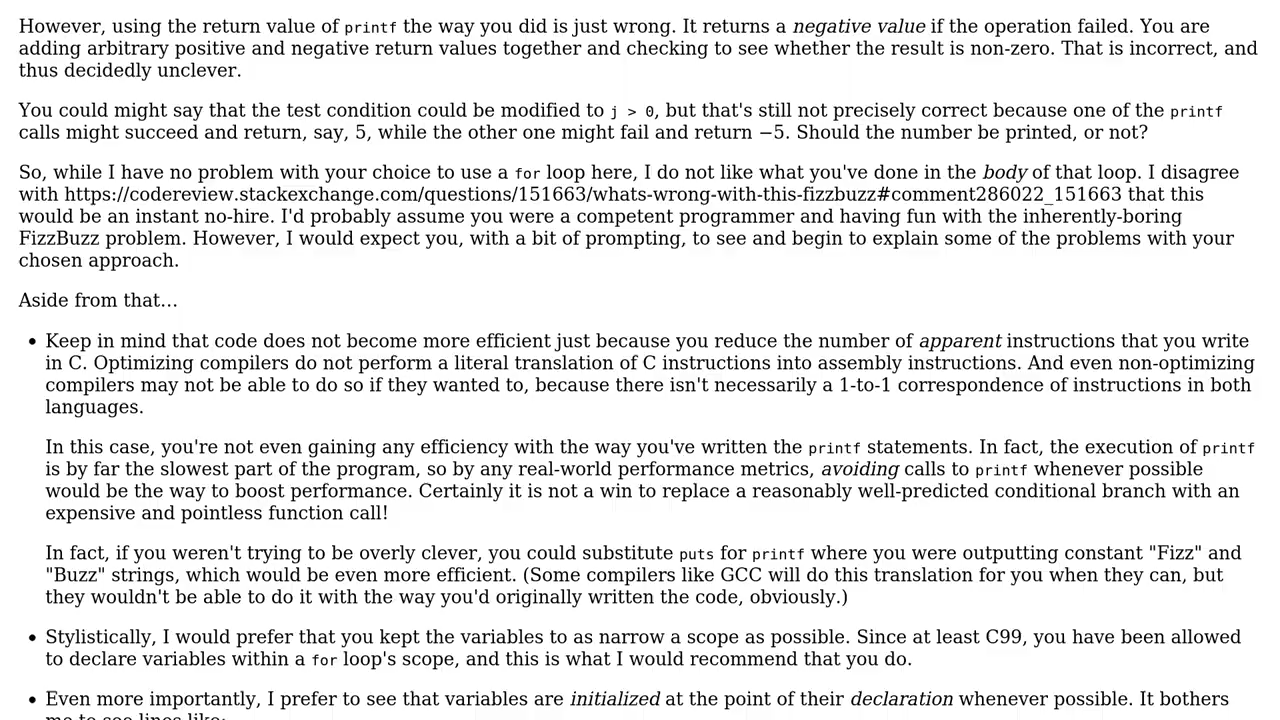 However, using the return value of printf the way you did is just wrong. It returns a negative value if the operation failed. You are
adding arbitrary positive and negative return values together and checking to see whether the result is non-zero. That is incorrect, and
thus decidedly unclever.
You could might say that the test condition could be modified to j > 0, but that's still not precisely correct because one of the printf
calls might succeed and return, say, 5, while the other one might fail and return −5. Should the number be printed, or not?
So, while I have no problem with your choice to use a for loop here, I do not like what you've done in the body of that loop. I disagree
with https://codereview.stackexchange.com/questions/151663/whats-wrong-with-this-fizzbuzz#comment286022_151663 that this
would be an instant no-hire. I'd probably assume you were a competent programmer and having fun with the inherently-boring
FizzBuzz problem. However, I would expect you, with a bit of prompting, to see and begin to explain some of the problems with your
chosen approach.
Aside from that…
• Keep in mind that code does not become more efficient just because you reduce the number of apparent instructions that you write
in C. Optimizing compilers do not perform a literal translation of C instructions into assembly instructions. And even non-optimizing
compilers may not be able to do so if they wanted to, because there isn't necessarily a 1-to-1 correspondence of instructions in both
languages.
In this case, you're not even gaining any efficiency with the way you've written the printf statements. In fact, the execution of printf
is by far the slowest part of the program, so by any real-world performance metrics, avoiding calls to printf whenever possible
would be the way to boost performance. Certainly it is not a win to replace a reasonably well-predicted conditional branch with an
expensive and pointless function call!
In fact, if you weren't trying to be overly clever, you could substitute puts for printf where you were outputting constant "Fizz" and
"Buzz" strings, which would be even more efficient. (Some compilers like GCC will do this translation for you when they can, but
they wouldn't be able to do it with the way you'd originally written the code, obviously.)
• Stylistically, I would prefer that you kept the variables to as narrow a scope as possible. Since at least C99, you have been allowed
to declare variables within a for loop's scope, and this is what I would recommend that you do.
• Even more importantly, I prefer to see that variables are initialized at the point of their declaration whenever possible. It bothers
me to see lines like: